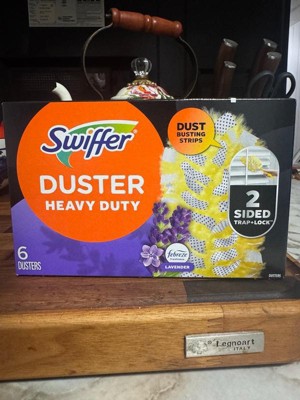 Swiffer
DUSTER
HEAVY DUTY
6
DUSTERS
DUST
BUSTING
STRIPS
2
SIDED
TRAP+LOCK
febreze
LAVENDER
Legnoart
ITALY